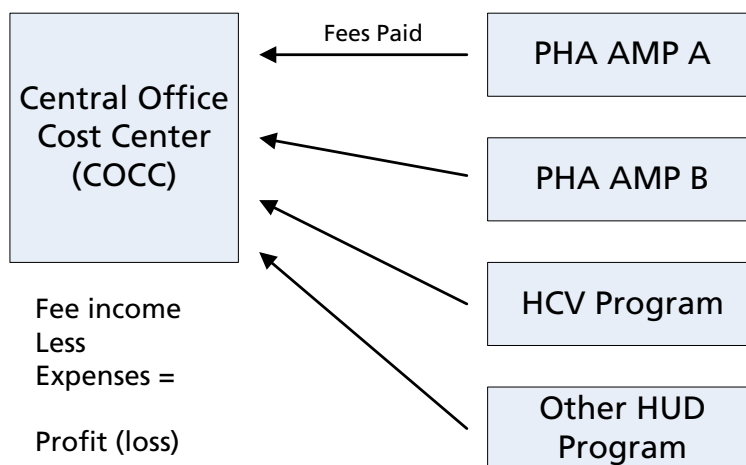 Fees Paid
Central Office
Cost Center
(COCC)
PHA AMP A
PHA AMP B
HCV Program
Other HUD
Program
Fee income
Less
Expenses =
Profit (loss)